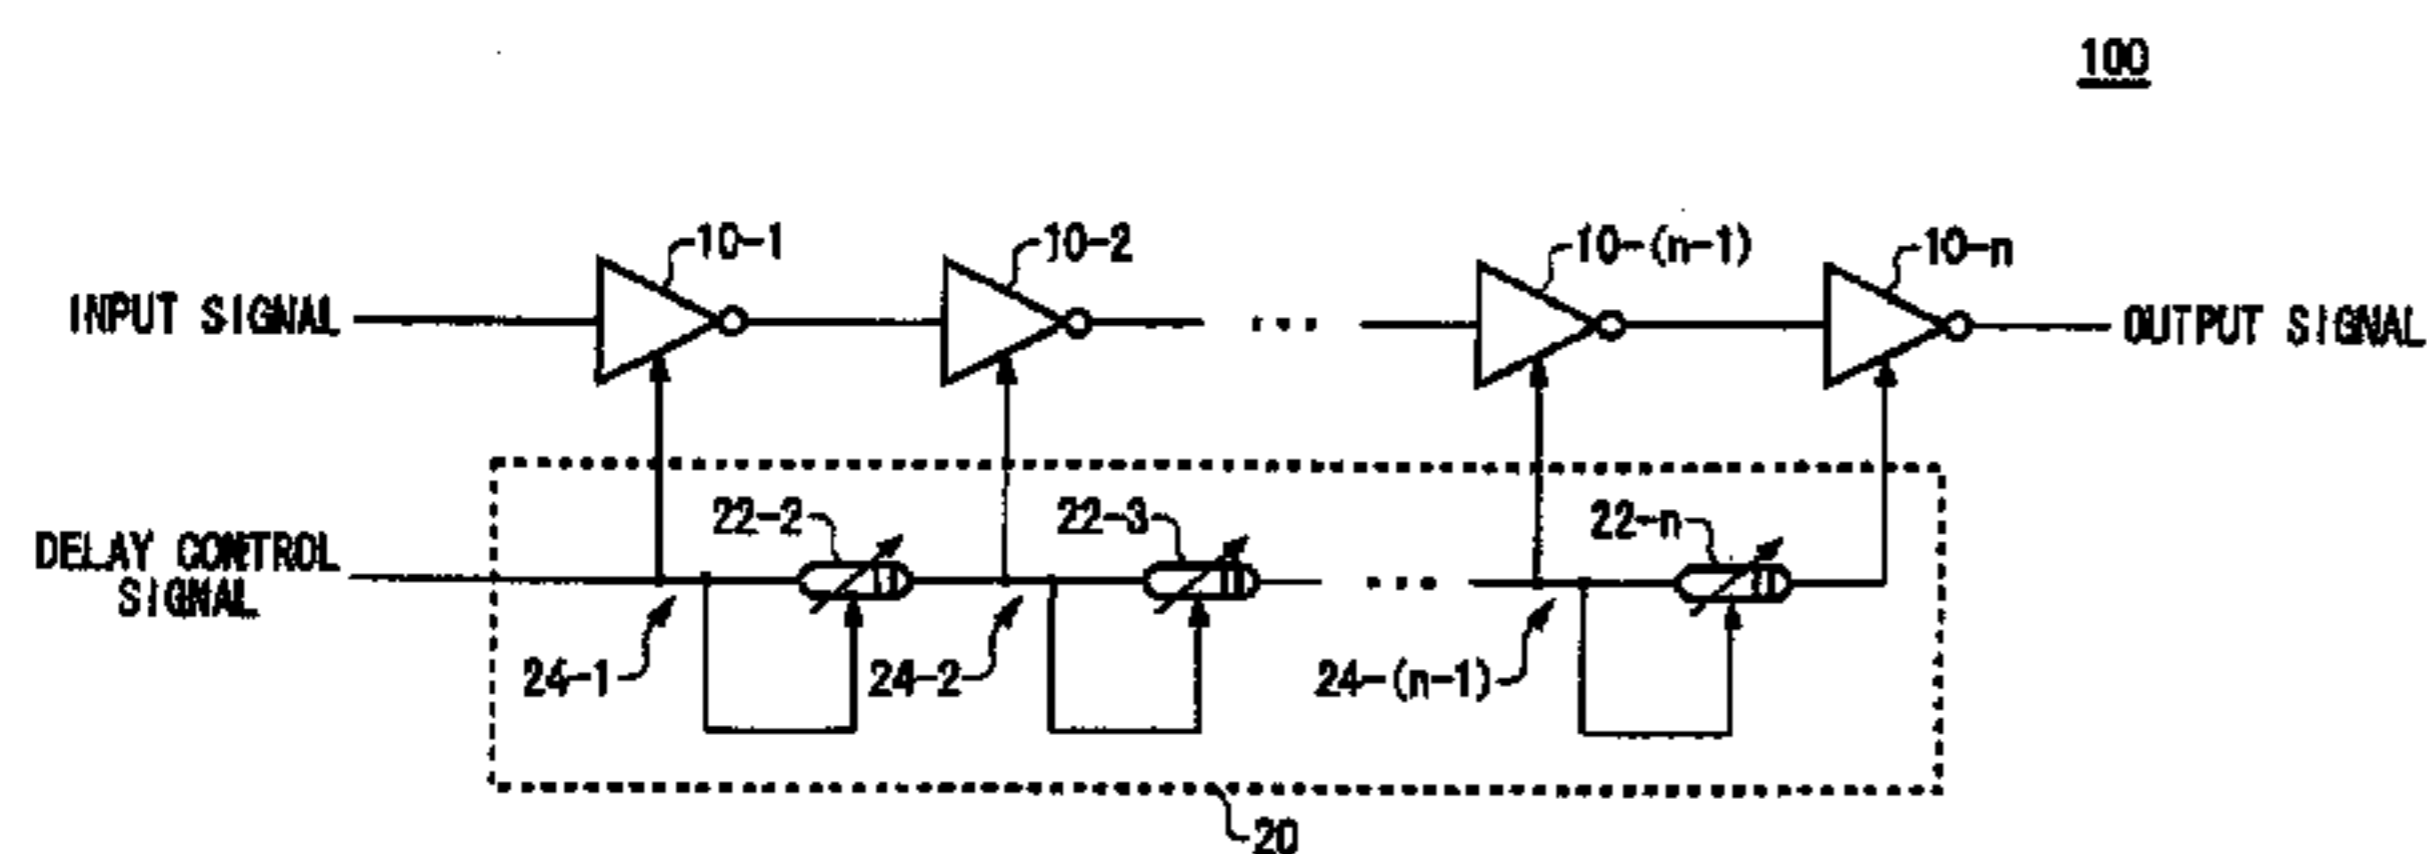 100
10-1
10-2
10-(n-1)
10-n
INPUT SIGNAL
OUTPUT SIGNAL
22-2
22-3
22-n
DELAY CONTROL
SIGNAL
24-1
24-2
24-(n-1)
20